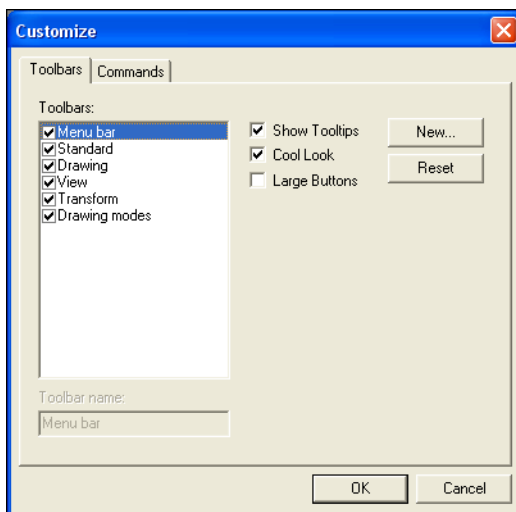 Customize
Toolbars Commands
Toolbars:
Menu bar
Standard
Drawing
View
Transform
Drawing modes
Show Tooltips
Cool Look
Large Buttons
New...
Reset
Toolbar name:
Menu bar
OK Cancel